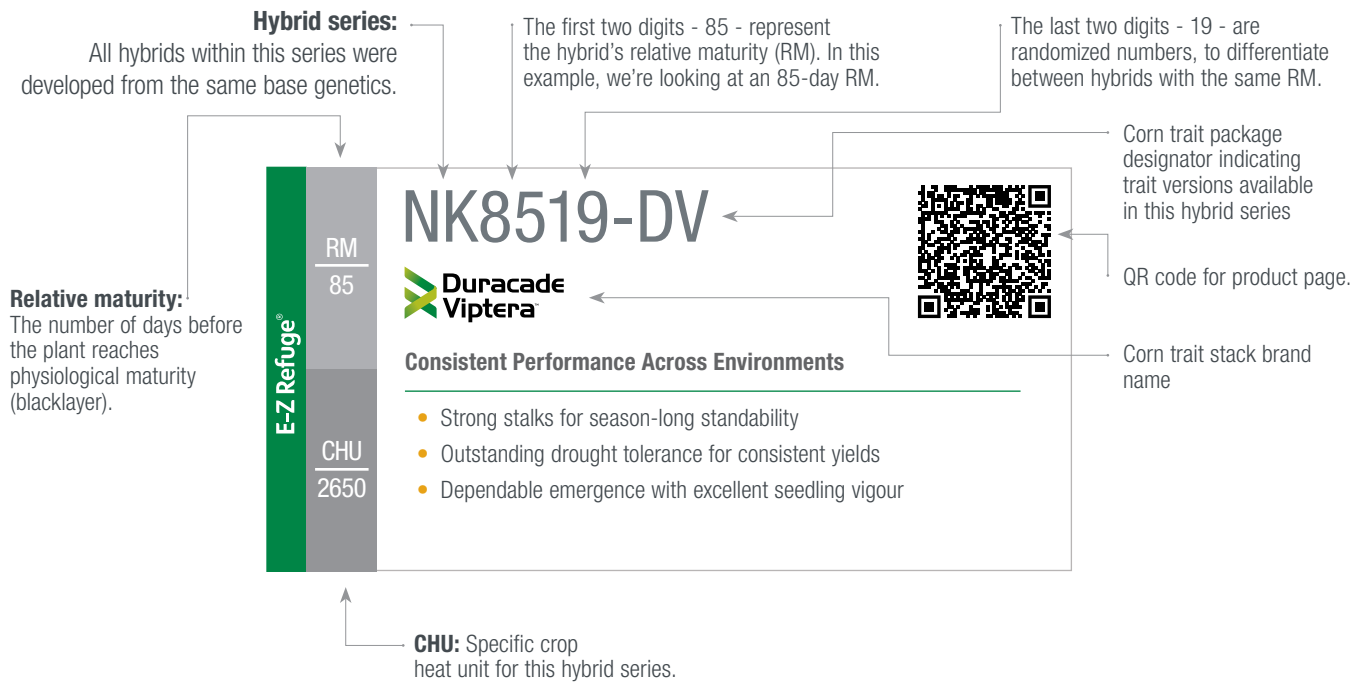 Hybrid series:
All hybrids within this series were
developed from the same base genetics.
The first two digits - 85 - represent
the hybrid's relative maturity (RM). In this
example, we're looking at an 85-day RM.
The last two digits - 19 - are
randomized numbers, to differentiate
between hybrids with the same RM.
Corn trait package
designator indicating
trait versions available
in this hybrid series
QR code for product page.
Corn trait stack brand
name
Relative maturity:
The number of days before
the plant reaches
physiological maturity
(blacklayer).
E-Z Refuge®
RM
85
CHU
2650
NK8519-DV
Duracade
Viptera™
Consistent Performance Across Environments
• Strong stalks for season-long standability
• Outstanding drought tolerance for consistent yields
• Dependable emergence with excellent seedling vigour
CHU: Specific crop
heat unit for this hybrid series.